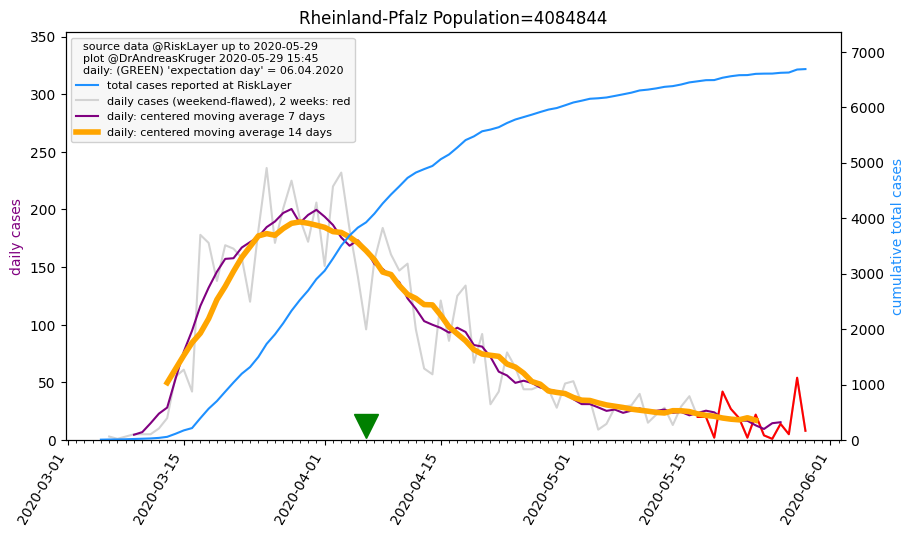 Rheinland-Pfalz Population=4084844
source data @RiskLayer up to 2020-05-29
plot @DrAndreasKruger 2020-05-29 15:45
daily: (GREEN) 'expectation day' = 06.04.2020
total cases reported at RiskLayer
daily cases (weekend-flawed), 2 weeks: red
daily: centered moving average 7 days
daily: centered moving average 14 days
daily cases
350
300
250
200
150
100
50
0
7000
6000
5000
4000
3000
2000
1000
0
cumulative total cases
2020-03-01
2020-03-15
2020-04-01
2020-04-15
2020-05-01
2020-05-15
2020-06-01